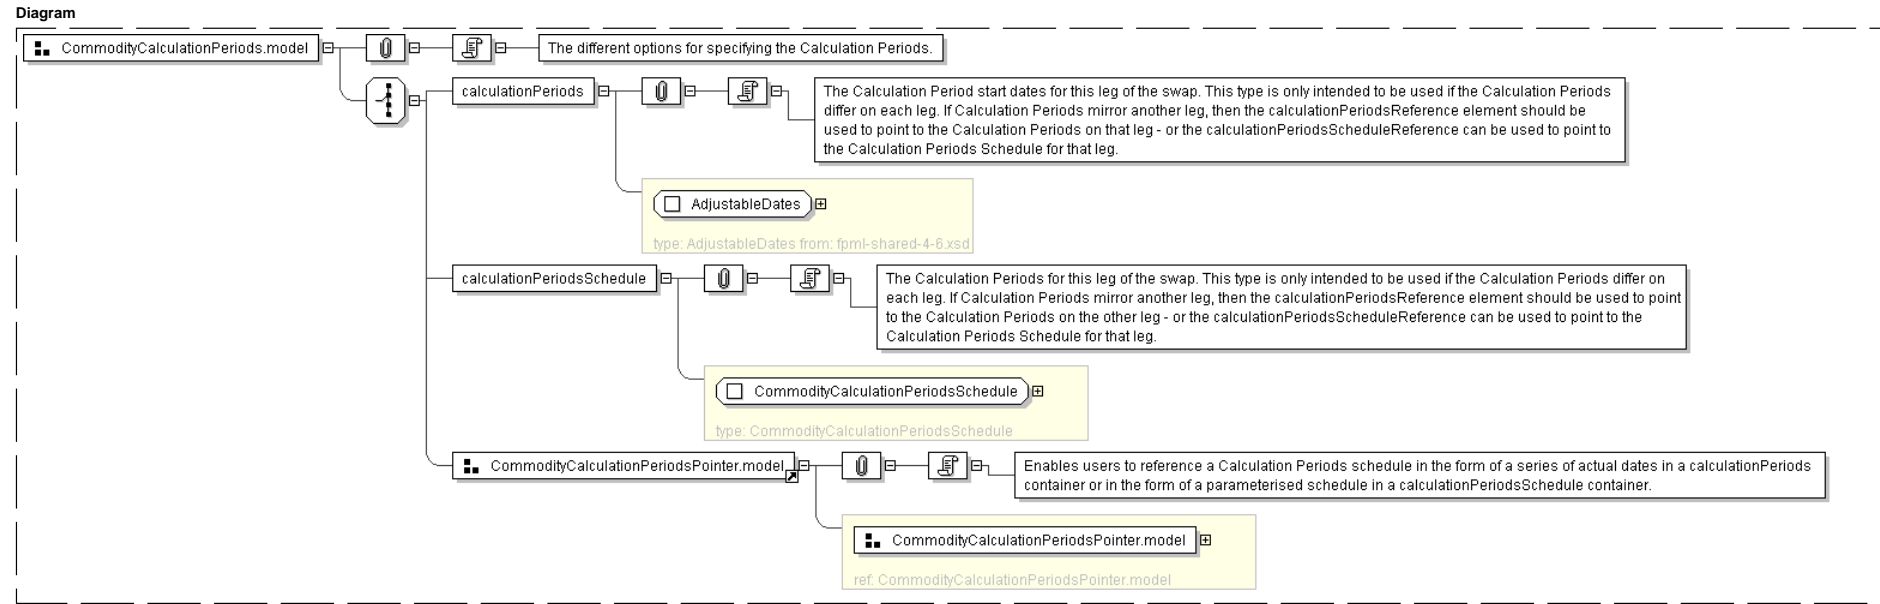 Diagram
CommodityCalculationPeriods.model
The different options for specifying the Calculation Periods.
calculationPeriods
The Calculation Period start dates for this leg of the swap. This type is only intended to be used if the Calculation Periods
differ on each leg. If Calculation Periods mirror another leg, then the calculationPeriodsReference element should be
used to point to the Calculation Periods on that leg - or the calculationPeriodsScheduleReference can be used to point to
the Calculation Periods Schedule for that leg.
AdjustableDates
type: AdjustableDates from: fpml-shared-4-6.xsd
calculationPeriodsSchedule
The Calculation Periods for this leg of the swap. This type is only intended to be used if the Calculation Periods differ on
each leg. If Calculation Periods mirror another leg, then the calculationPeriodsReference element should be used to point
to the Calculation Periods on the other leg - or the calculationPeriodsScheduleReference can be used to point to the
Calculation Periods Schedule for that leg.
CommodityCalculationPeriodsSchedule
type: CommodityCalculationPeriodsSchedule
CommodityCalculationPeriodsPointer.model
Enables users to reference a Calculation Periods schedule in the form of a series of actual dates in a calculationPeriods
container or in the form of a parameterised schedule in a calculationPeriodsSchedule container.
CommodityCalculationPeriodsPointer.model
ref: CommodityCalculationPeriodsPointer.model